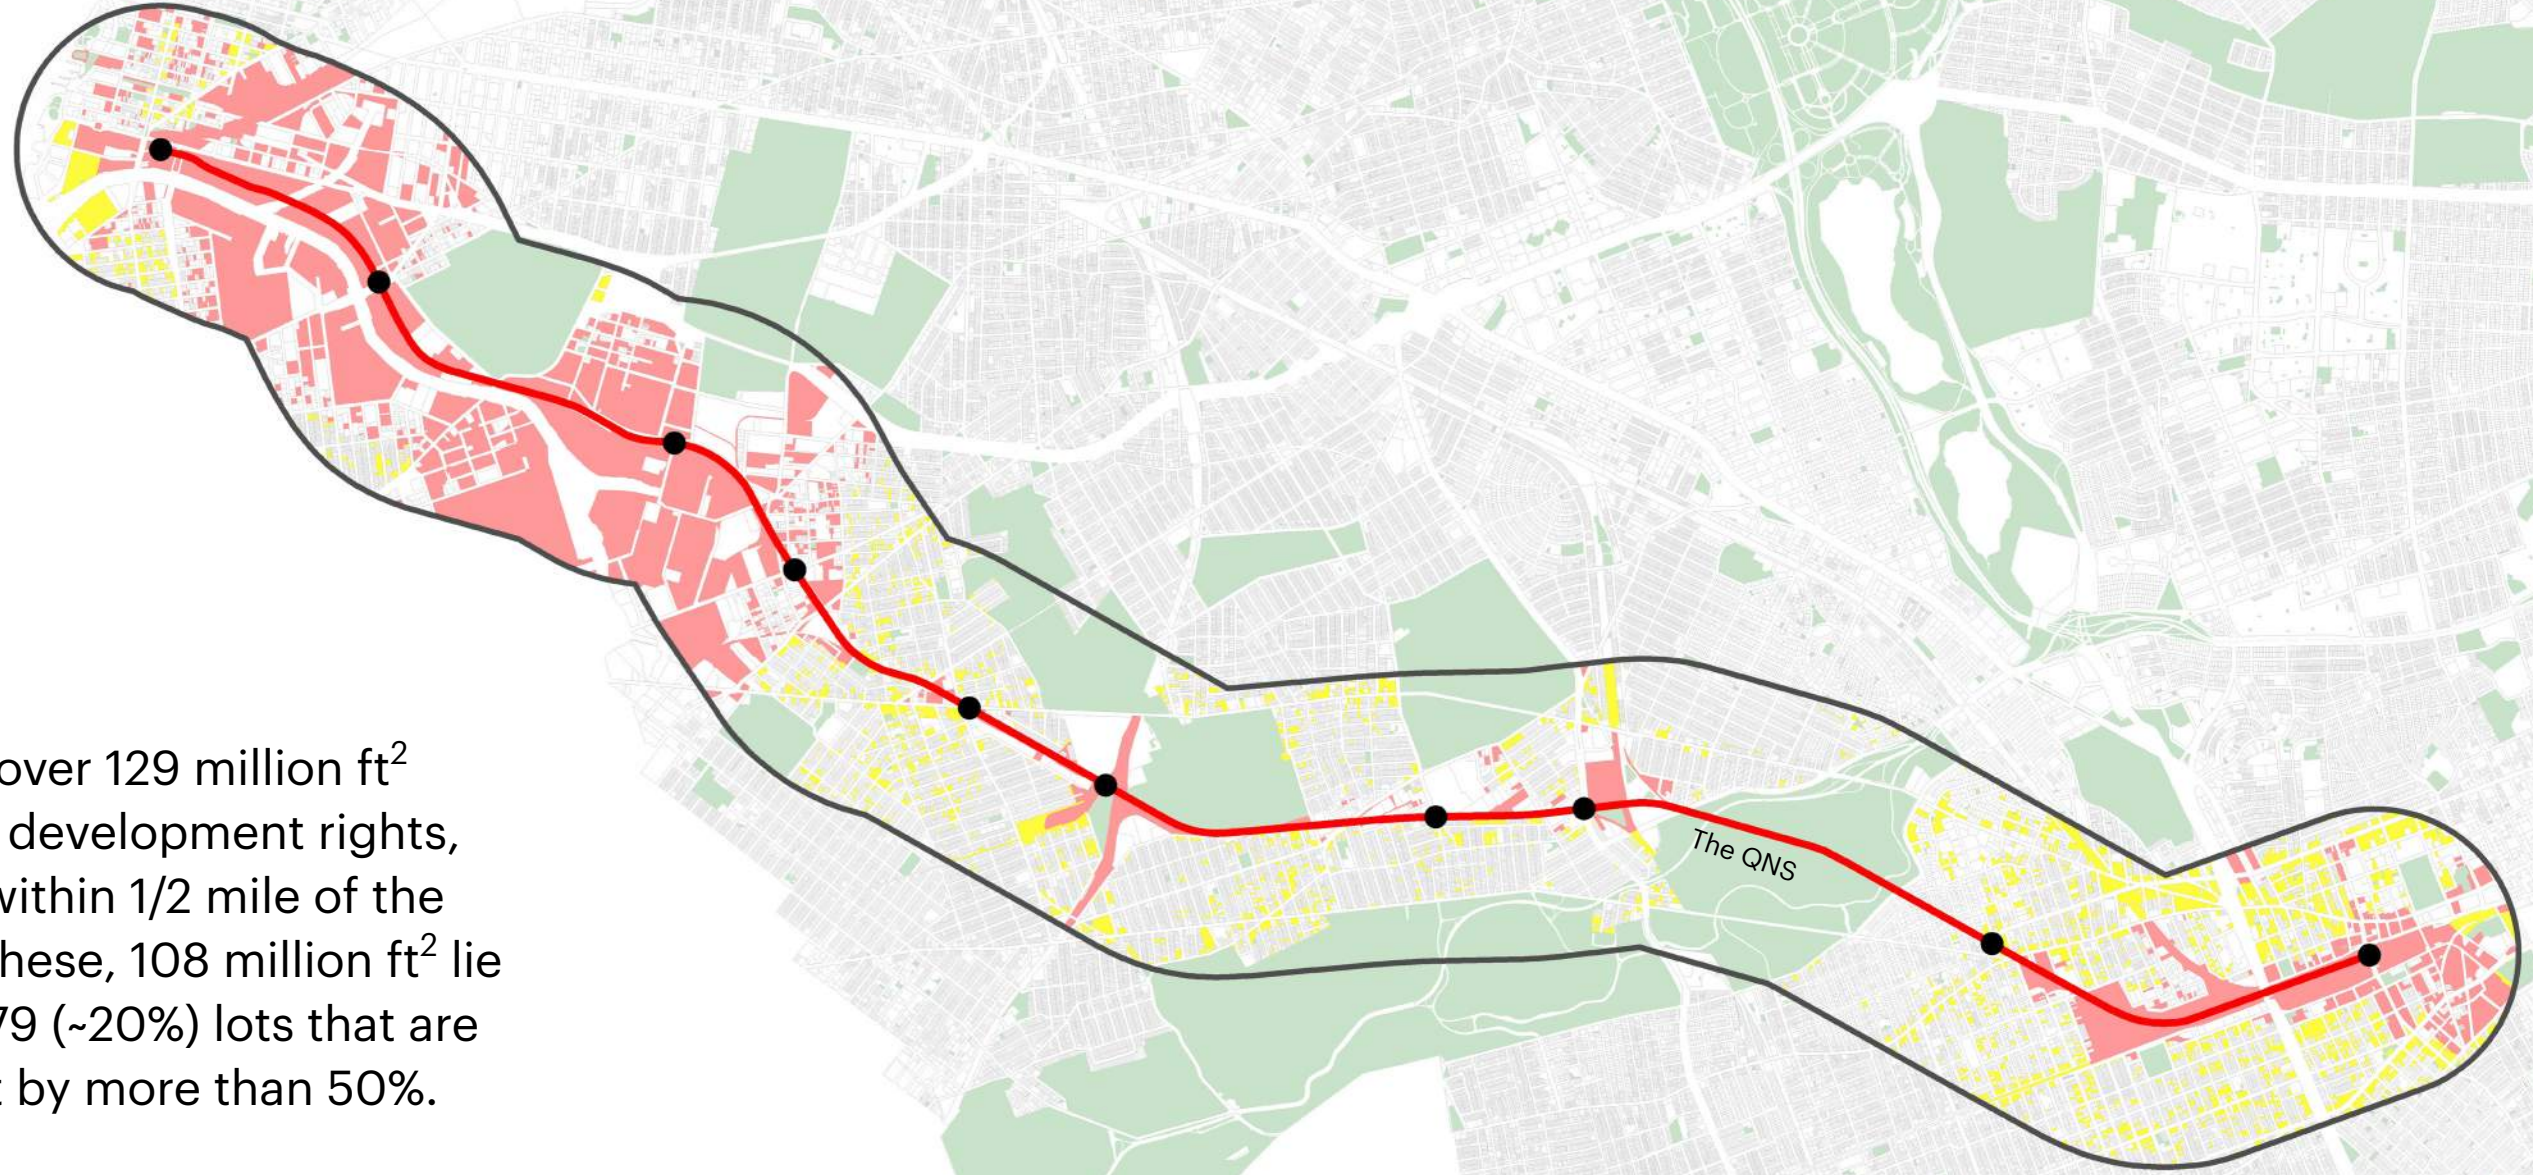 over 129 million ft²
development rights,
within 1/2 mile of the
hese, 108 million ft² lie
79 (~20%) lots that are
by more than 50%.
The QNS